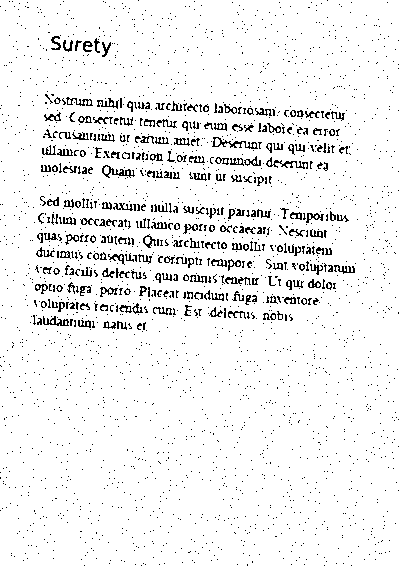 Surety
Nostrum nihil quia architecto laboriosam consectetur
sed Consectetur tenetur qui eum esse labore ea error
Accusantium ut earum amet. Deserunt qui qui velit et
ullamco Exercitation Lorem commodi deserunt ea
molestiae Quam veniam sunt ut suscipit
Sed mollit maxime nulla suscipit pariatur Temporibus
Cillum occaecati ullamco porro occaecati Nesciunt
quas porro autem Quis architecto mollit voluptatem
ducimus consequatur corrupti tempore Sint voluptatum
vero facilis delectus quia omnis tenetur Ut qui dolor
optio fuga porro Placeat incidunt fuga inventore
voluptates reiciendis cum Est delectus nobis
laudantium natus et